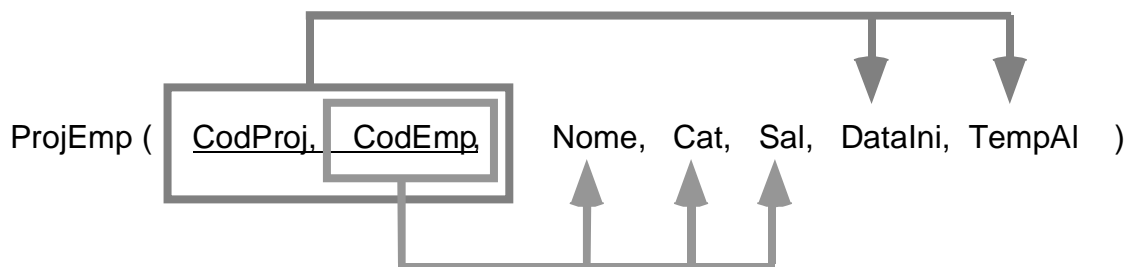 ProjEmp ( CodProj, CodEmp, Nome, Cat, Sal, DataIni, TempAl )